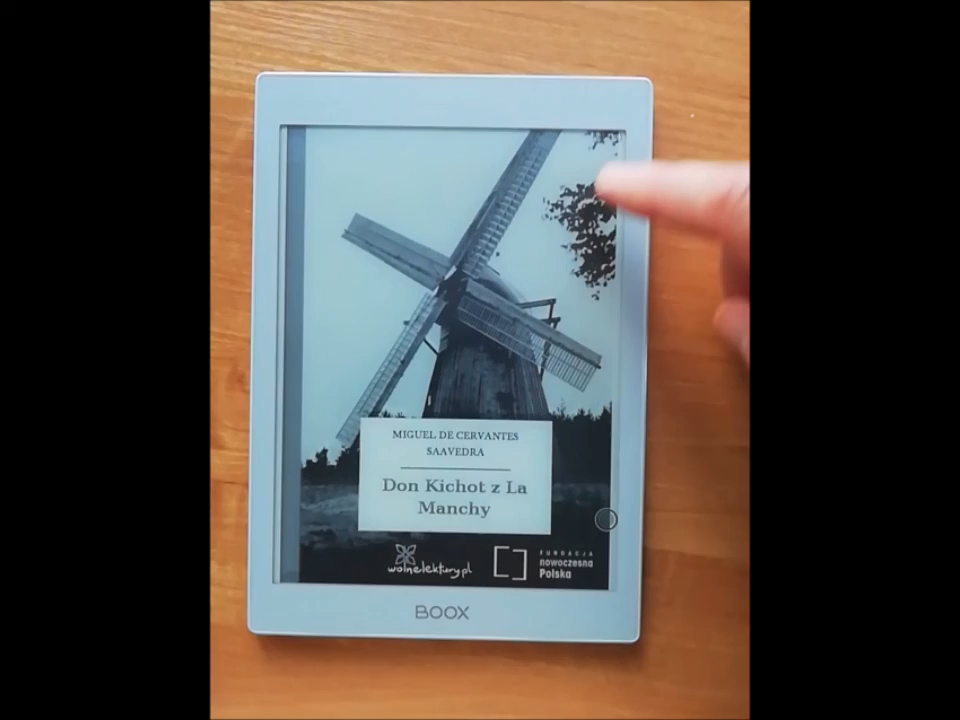 MIGUEL DE CERVANTES
SAAVEDRA
Don Kichot z La
Manchy
wolnelektury.pl
FUNDACJA
nowoczesna
Polska
BOOX